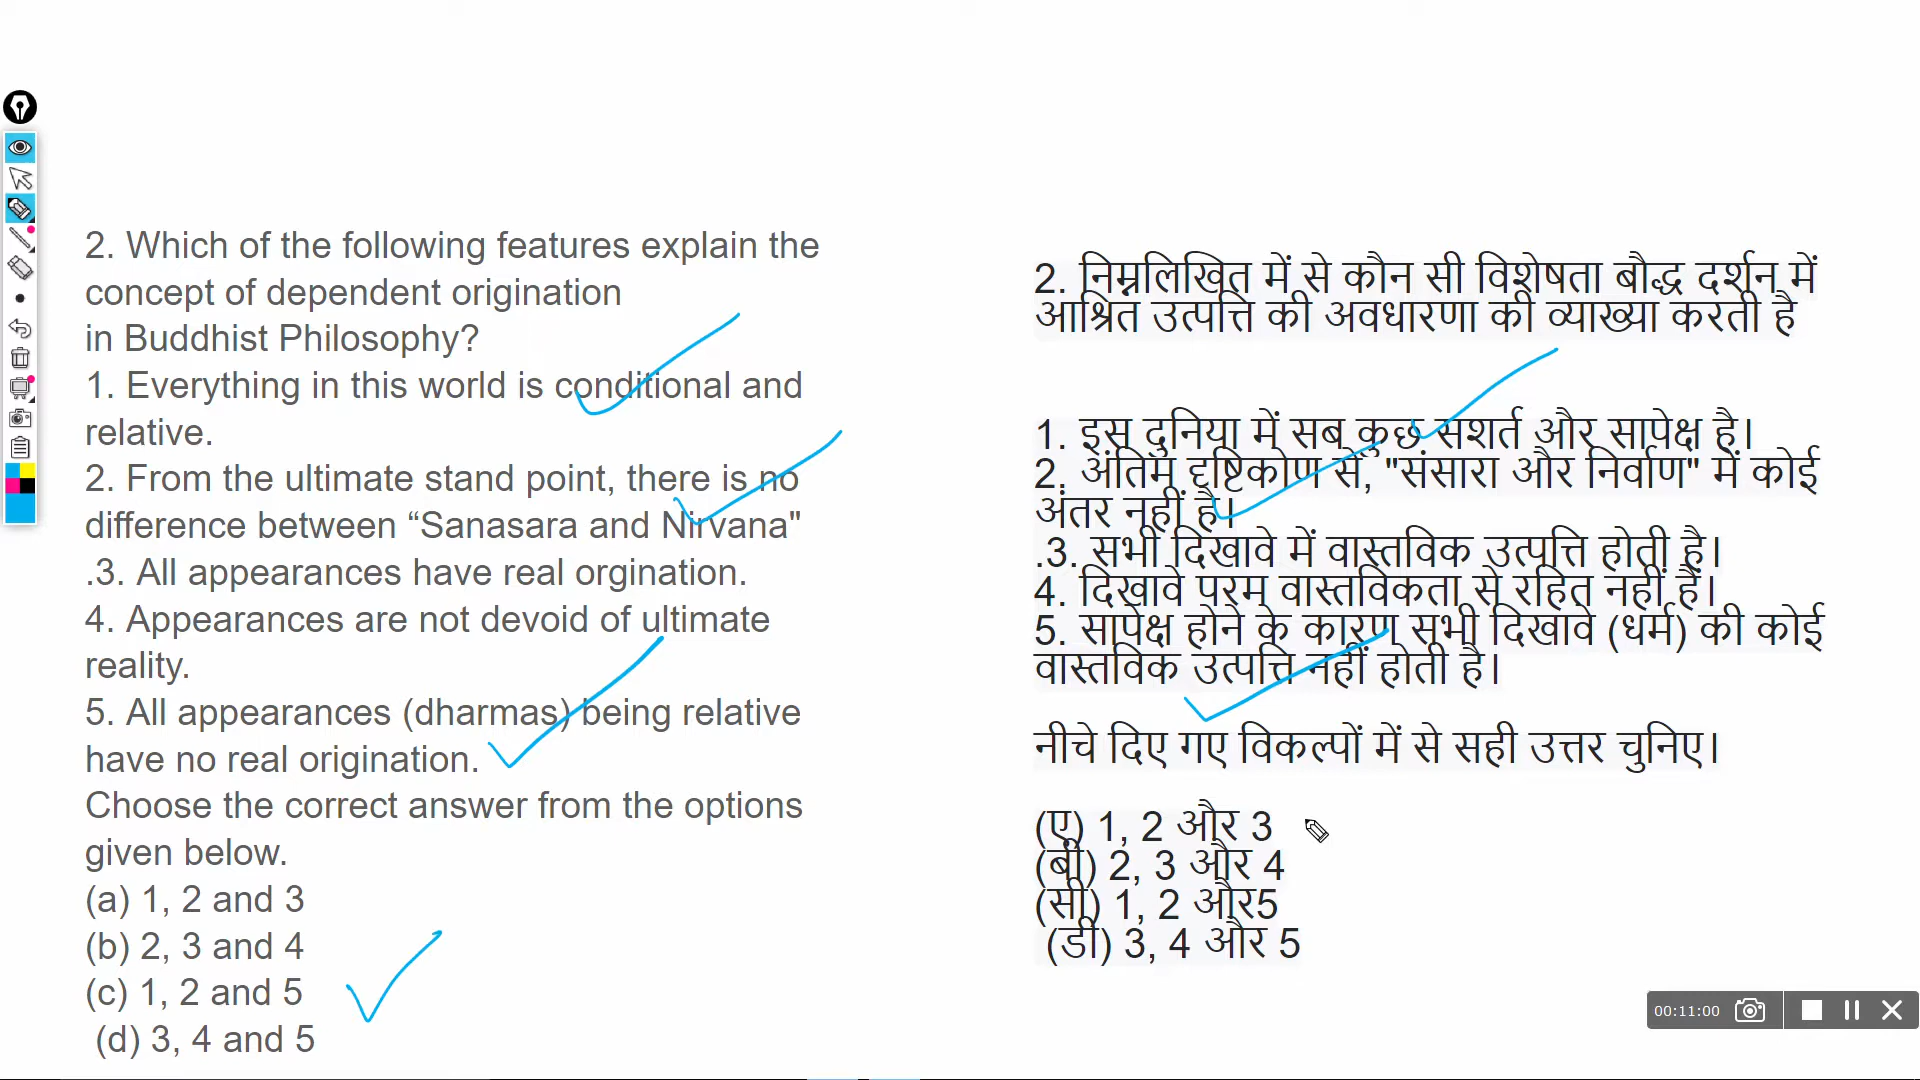 2. Which of the following features explain the
concept of dependent origination
in Buddhist Philosophy?
1. Everything in this world is conditional and
relative.
2. From the ultimate stand point, there is no
difference between “Sanasara and Nirvana"
.3. All appearances have real orgination.
4. Appearances are not devoid of ultimate
reality.
5. All appearances (dharmas) being relative
have no real origination.
Choose the correct answer from the options
given below.
(a) 1, 2 and 3
(b) 2, 3 and 4
(c) 1, 2 and 5
(d) 3, 4 and 5
2. निम्नलिखित में से कौन सी विशेषता बौद्ध दर्शन में
आश्रित उत्पत्ति की अवधारणा की व्याख्या करती है
1. इस दुनिया में सब कुछ सशर्त और सापेक्ष है।
2. अंतिम दृष्टिकोण से, "संसारा और निर्वाण" में कोई
अंतर नहीं है।
.3. सभी दिखावे में वास्तविक उत्पत्ति होती है।
4. दिखावे परम वास्तविकता से रहित नहीं हैं।
5. सापेक्ष होने के कारण सभी दिखावे (धर्म) की कोई
वास्तविक उत्पत्ति नहीं होती है।
नीचे दिए गए विकल्पों में से सही उत्तर चुनिए।
(ए) 1, 2 और 3
(बी) 2, 3 और 4
(सी) 1, 2 और5
(डी) 3, 4 और 5
00:11:00